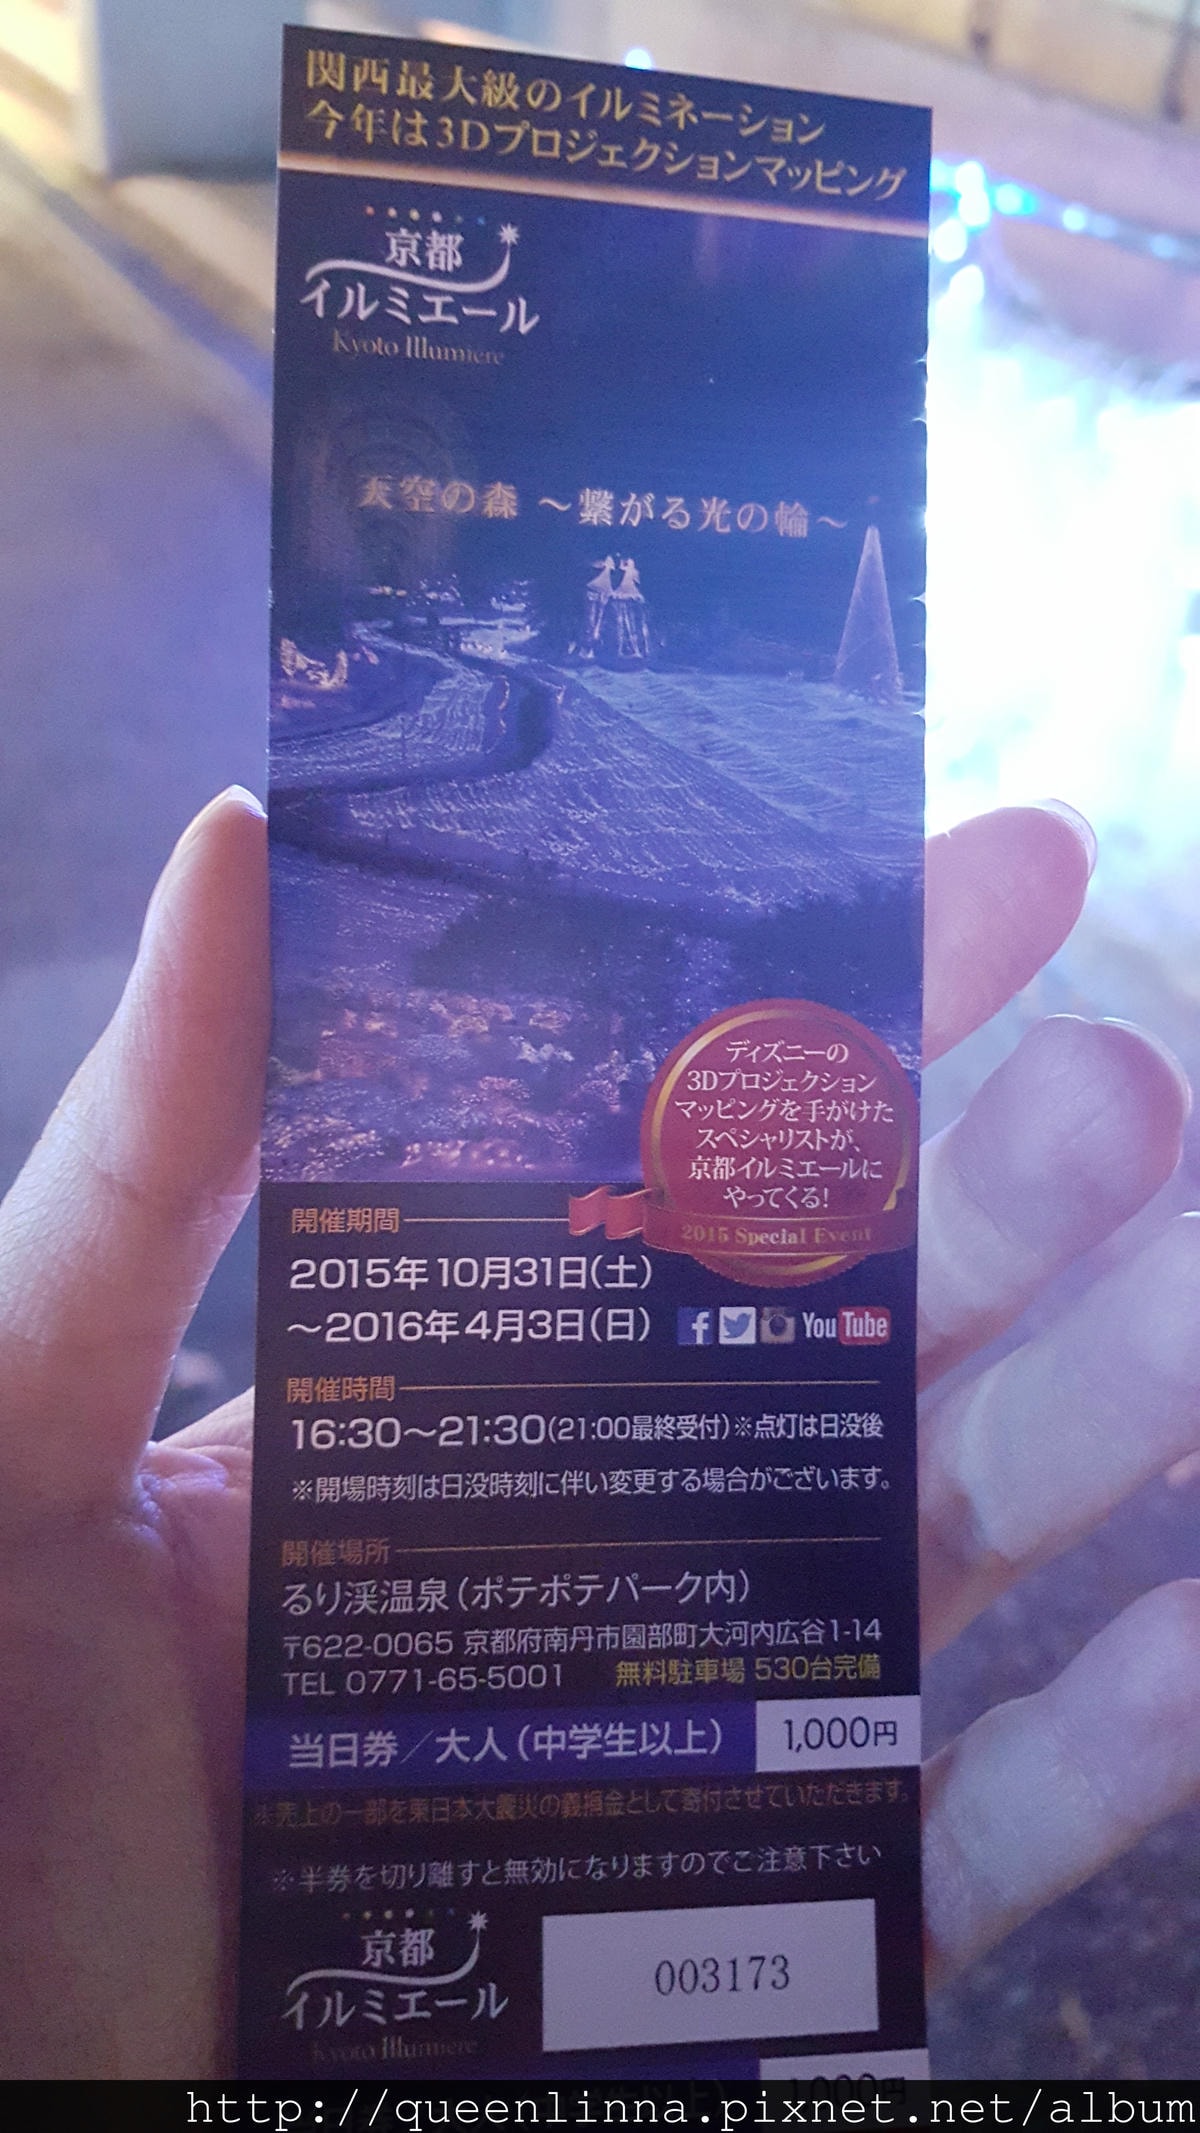 関西最大級のイルミネーション
今年は3Dプロジェクションマッピング
京都
イルミエール
Kyoto Illumiere
天空の森 ～繋がる光の輪～
ディズニーの
3Dプロジェクション
マッピングを手がけた
スペシャリストが、
京都イルミエールに
やってくる!
2015 Special Event
開催期間
2015年10月31日(土)
～2016年4月3日(日)
f You Tube
開催時間
16:30～21:30(21:00最終受付)※点灯は日没後
※開場時刻は日没時刻に伴い変更する場合がございます。
開催場所
るり渓温泉(ポテポテパーク内)
〒622-0065 京都府南丹市園部町大河内広谷1-14
TEL 0771-65-5001 無料駐車場 530台完備
当日券／大人(中学生以上) 1,000円
※売上の一部を東日本大震災の義捐金として寄付させていただきます。
※半券を切り離すと無効になりますのでご注意下さい
京都
イルミエール
Kyoto Illumiere
003173
1,000円
http://queenlinna.pixnet.net/album